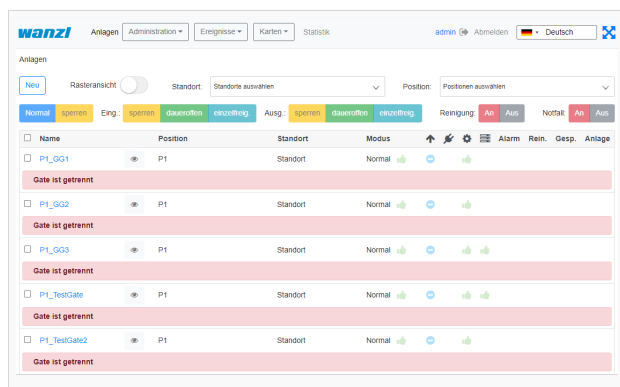 wanzl Anlagen Administration Ereignisse Karten Statistik admin Abmelden Deutsch
Anlagen
Neu Rasteransicht Standort: Standorte auswählen Position: Positionen auswählen
Normal sperren Eing.: sperren daueroffen einzelfreig. Ausg.: sperren daueroffen einzelfreig. Reinigung: An Aus Notfall: An Aus
Name Position Standort Modus Alarm Rein. Gesp. Anlage
P1_GG1 P1 Standort Normal
Gate ist getrennt
P1_GG2 P1 Standort Normal
Gate ist getrennt
P1_GG3 P1 Standort Normal
Gate ist getrennt
P1_TestGate P1 Standort Normal
Gate ist getrennt
P1_TestGate2 P1 Standort Normal
Gate ist getrennt